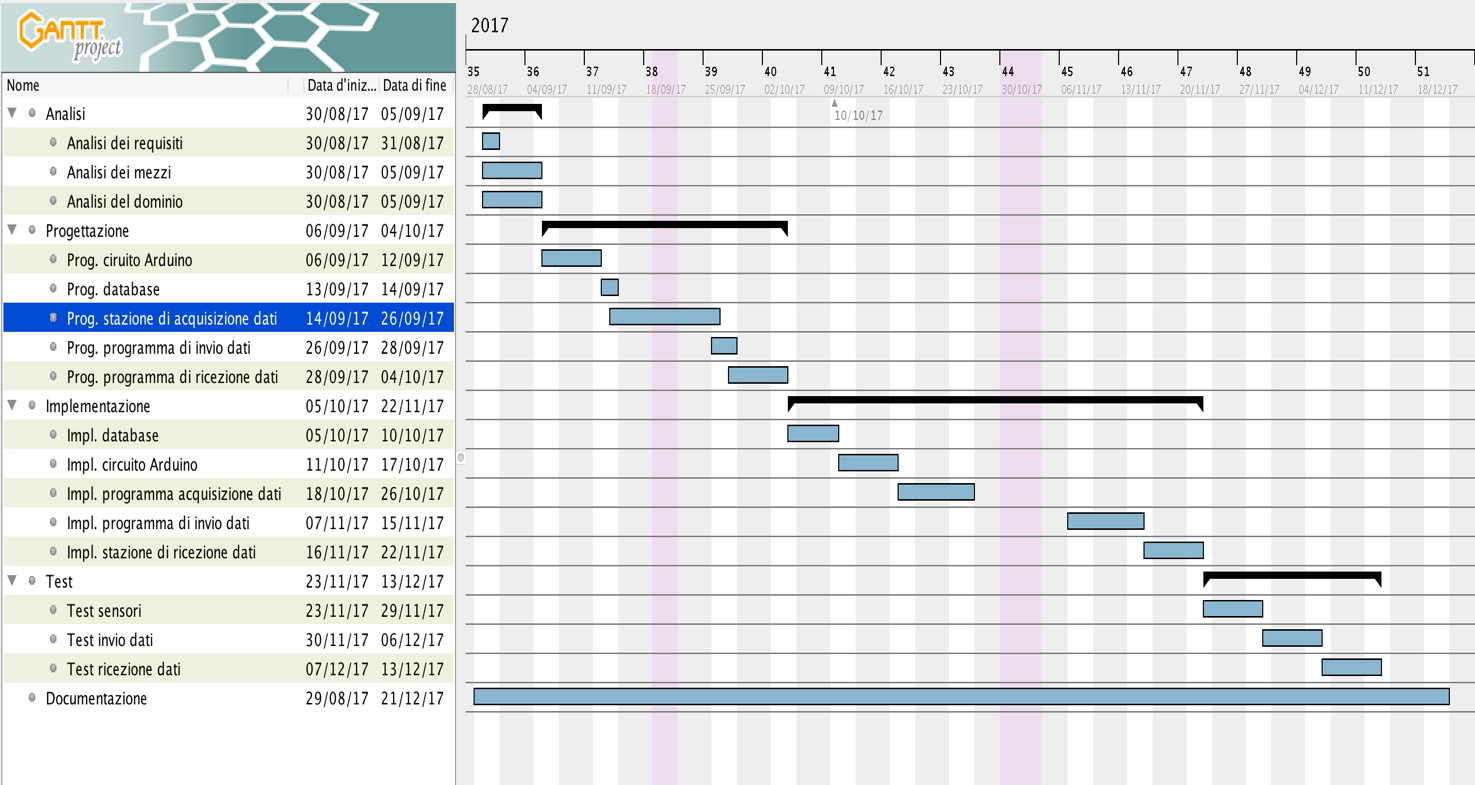 GANTT
project
2017
35 36 37 38 39 40 41 42 43 44 45 46 47 48 49 50 51
Nome Data d'iniz... Data di fine
28/08/17 04/09/17 11/09/17 18/09/17 25/09/17 02/10/17 09/10/17 16/10/17 23/10/17 30/10/17 06/11/17 13/11/17 20/11/17 27/11/17 04/12/17 11/12/17 18/12/17
Analisi 30/08/17 05/09/17
10/10/17
Analisi dei requisiti 30/08/17 31/08/17
Analisi dei mezzi 30/08/17 05/09/17
Analisi del dominio 30/08/17 05/09/17
Progettazione 06/09/17 04/10/17
Prog. ciruito Arduino 06/09/17 12/09/17
Prog. database 13/09/17 14/09/17
Prog. stazione di acquisizione dati 14/09/17 26/09/17
Prog. programma di invio dati 26/09/17 28/09/17
Prog. programma di ricezione dati 28/09/17 04/10/17
Implementazione 05/10/17 22/11/17
Impl. database 05/10/17 10/10/17
Impl. circuito Arduino 11/10/17 17/10/17
Impl. programma acquisizione dati 18/10/17 26/10/17
Impl. programma di invio dati 07/11/17 15/11/17
Impl. stazione di ricezione dati 16/11/17 22/11/17
Test 23/11/17 13/12/17
Test sensori 23/11/17 29/11/17
Test invio dati 30/11/17 06/12/17
Test ricezione dati 07/12/17 13/12/17
Documentazione 29/08/17 21/12/17